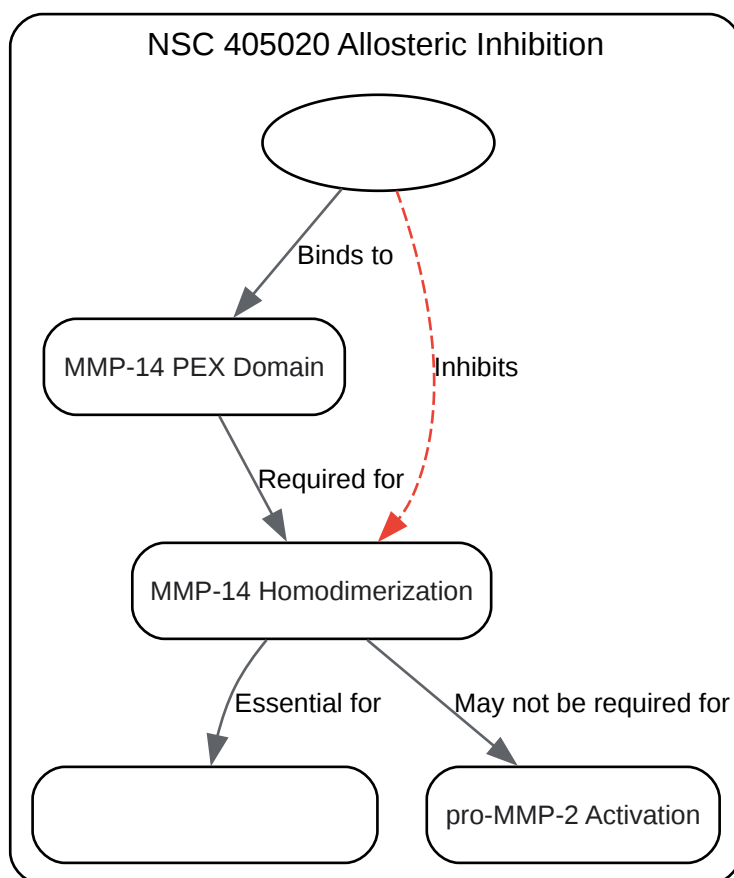 NSC 405020 Allosteric Inhibition
Binds to
MMP-14 PEX Domain
Inhibits
Required for
MMP-14 Homodimerization
Essential for
May not be required for
pro-MMP-2 Activation